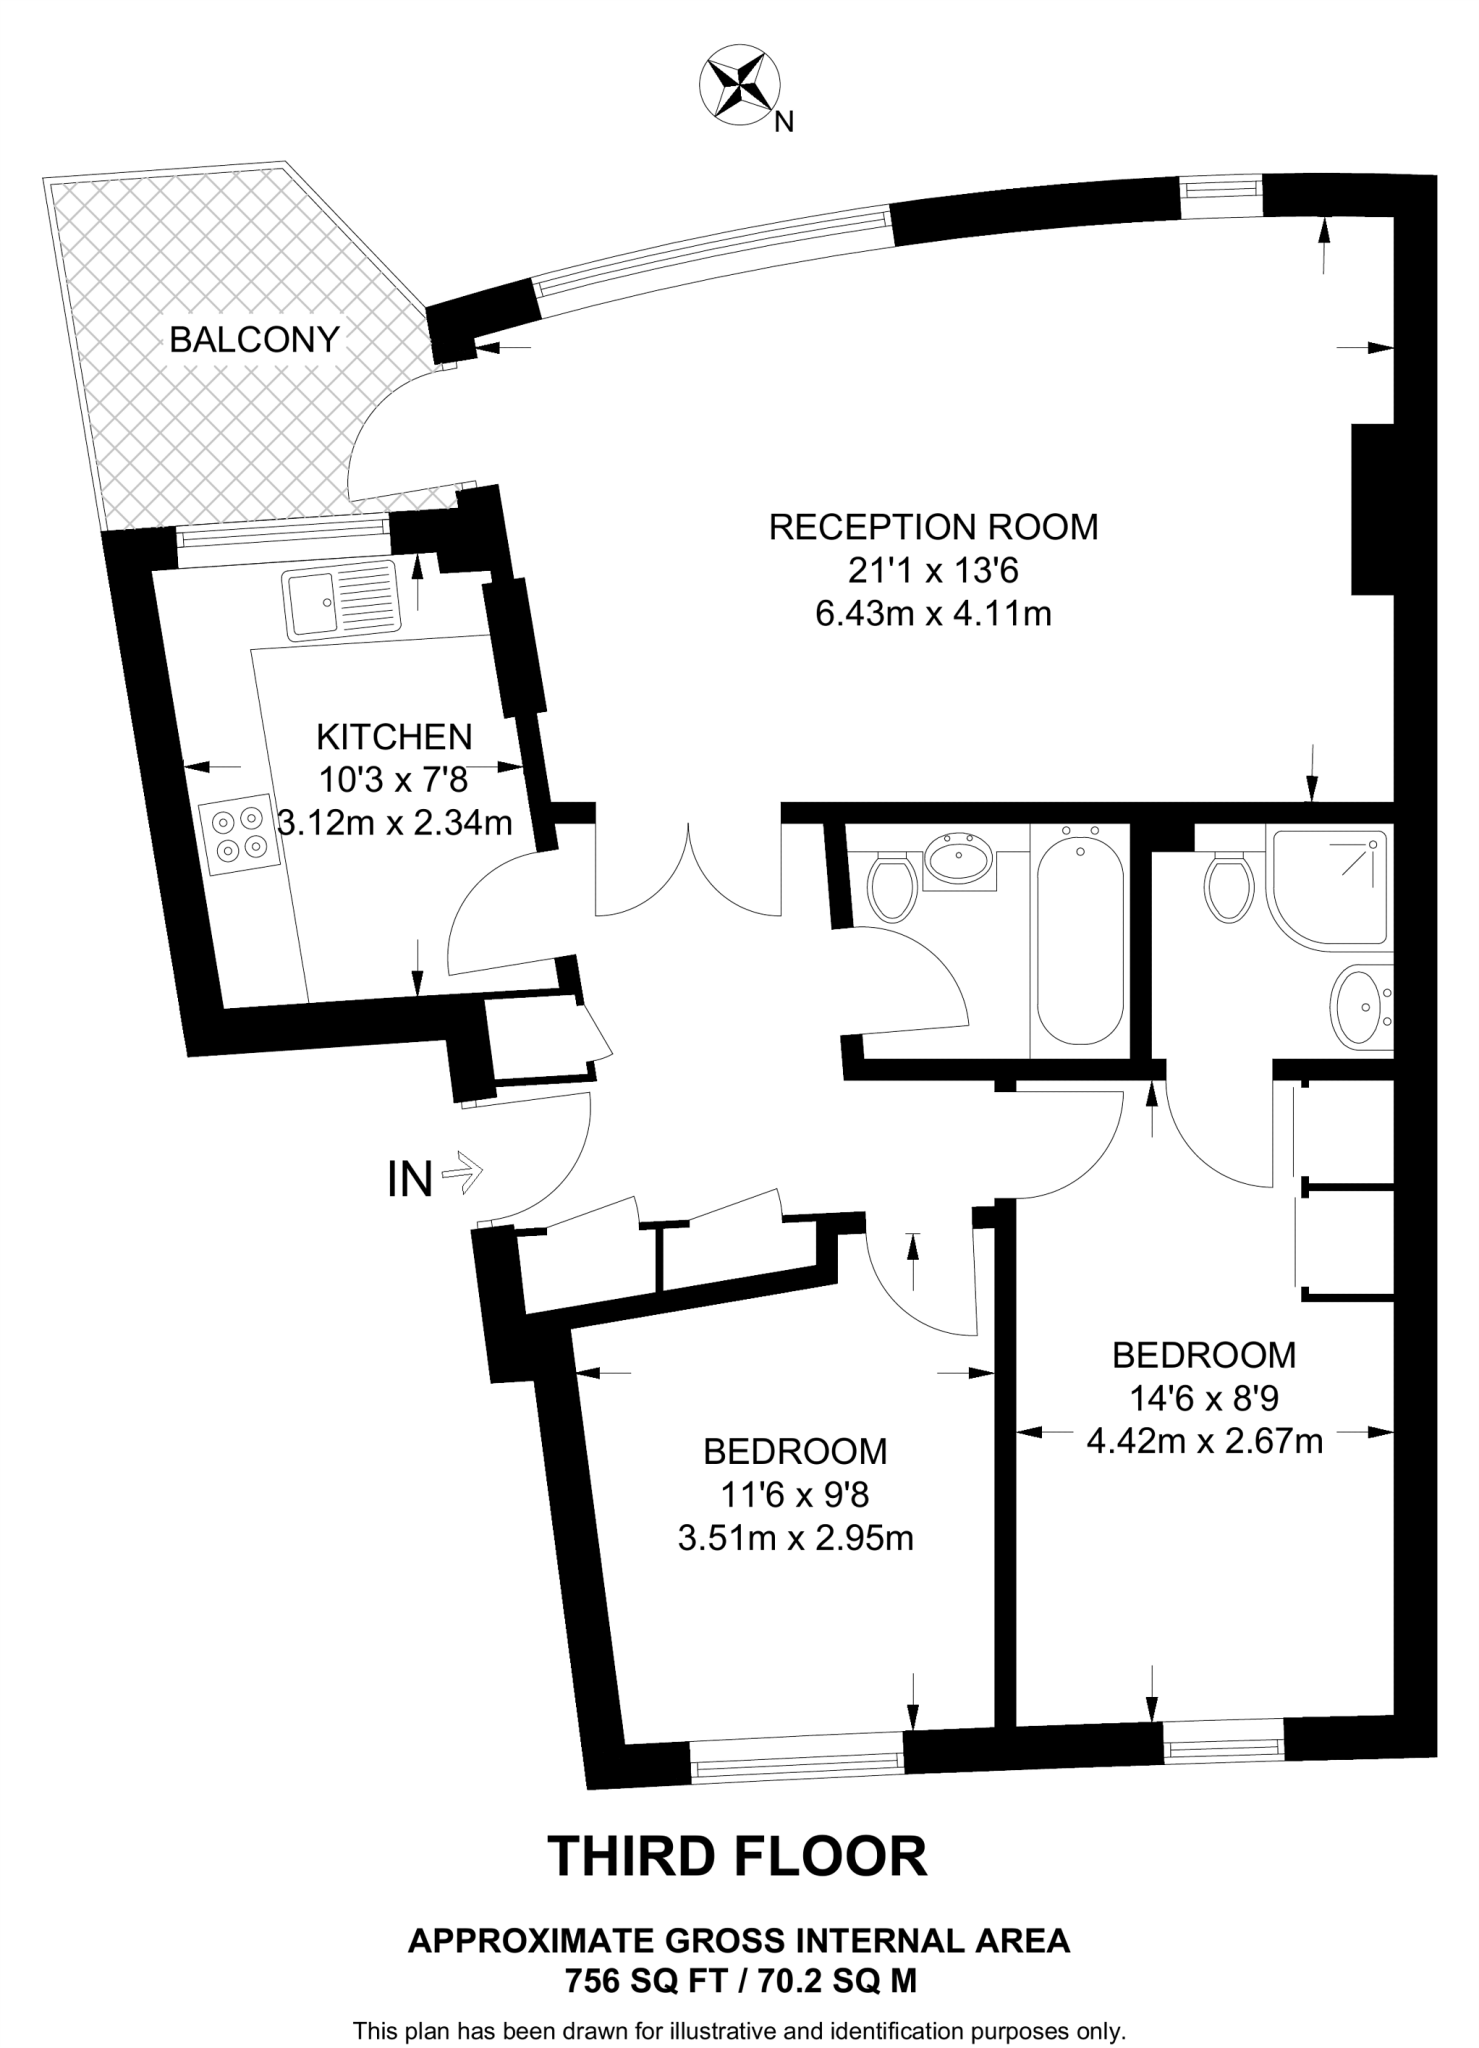 N
BALCONY
RECEPTION ROOM
21'1 x 13'6
6.43m x 4.11m
KITCHEN
10'3 x 7'8
3.12m x 2.34m
IN
BEDROOM
14'6 x 8'9
4.42m x 2.67m
BEDROOM
11'6 x 9'8
3.51m x 2.95m
THIRD FLOOR
APPROXIMATE GROSS INTERNAL AREA
756 SQ FT / 70.2 SQ M
This plan has been drawn for illustrative and identification purposes only.